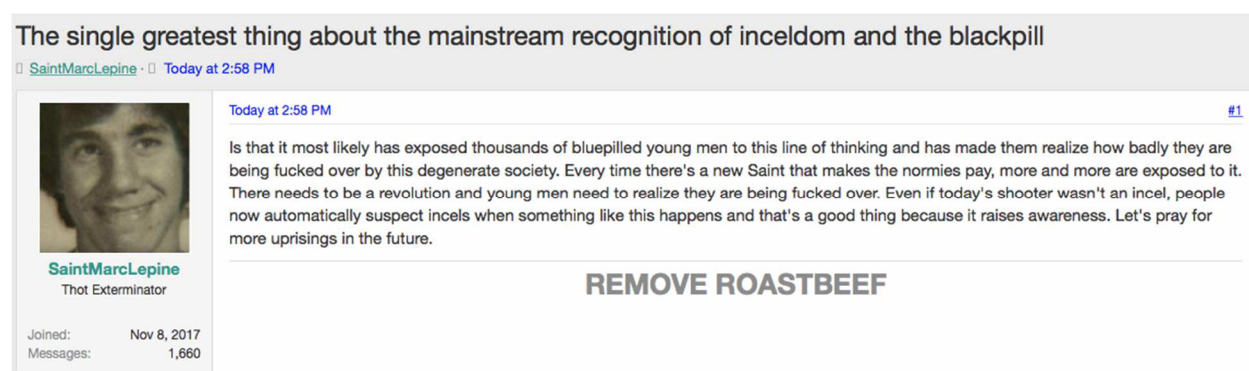 The single greatest thing about the mainstream recognition of inceldom and the blackpill
SaintMarcLepine · Today at 2:58 PM
Today at 2:58 PM #1
Is that it most likely has exposed thousands of bluepilled young men to this line of thinking and has made them realize how badly they are
being fucked over by this degenerate society. Every time there's a new Saint that makes the normies pay, more and more are exposed to it.
There needs to be a revolution and young men need to realize they are being fucked over. Even if today's shooter wasn't an incel, people
now automatically suspect incels when something like this happens and that's a good thing because it raises awareness. Let's pray for
more uprisings in the future.
REMOVE ROASTBEEF
SaintMarcLepine
Thot Exterminator
Joined: Nov 8, 2017
Messages: 1,660